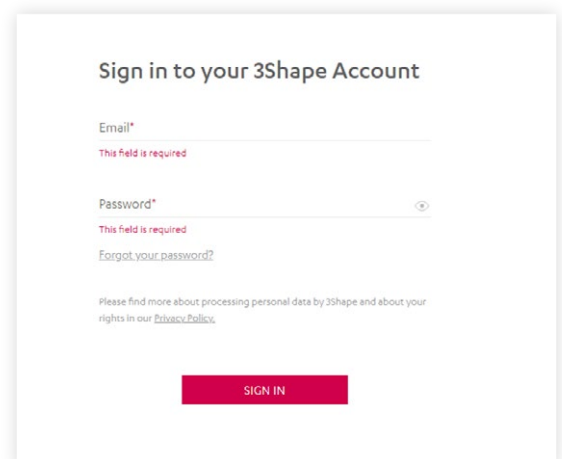 Sign in to your 3Shape Account
Email*
This field is required
Password*
This field is required
Forgot your password?
Please find more about processing personal data by 3Shape and about your
rights in our Privacy Policy.
SIGN IN